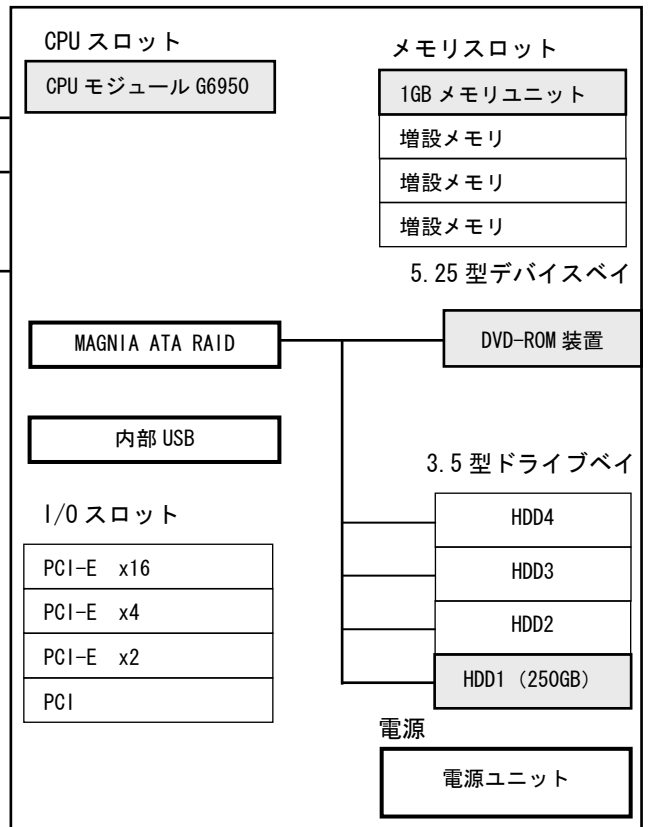 CPU スロット
CPU モジュール G6950
メモリスロット
1GB メモリユニット
増設メモリ
増設メモリ
増設メモリ
5.25 型デバイスベイ
MAGNIA ATA RAID
DVD-ROM 装置
内部 USB
3.5 型ドライブベイ
HDD4
HDD3
HDD2
HDD1 (250GB)
I/O スロット
PCI-E x16
PCI-E x4
PCI-E x2
PCI
電源
電源ユニット